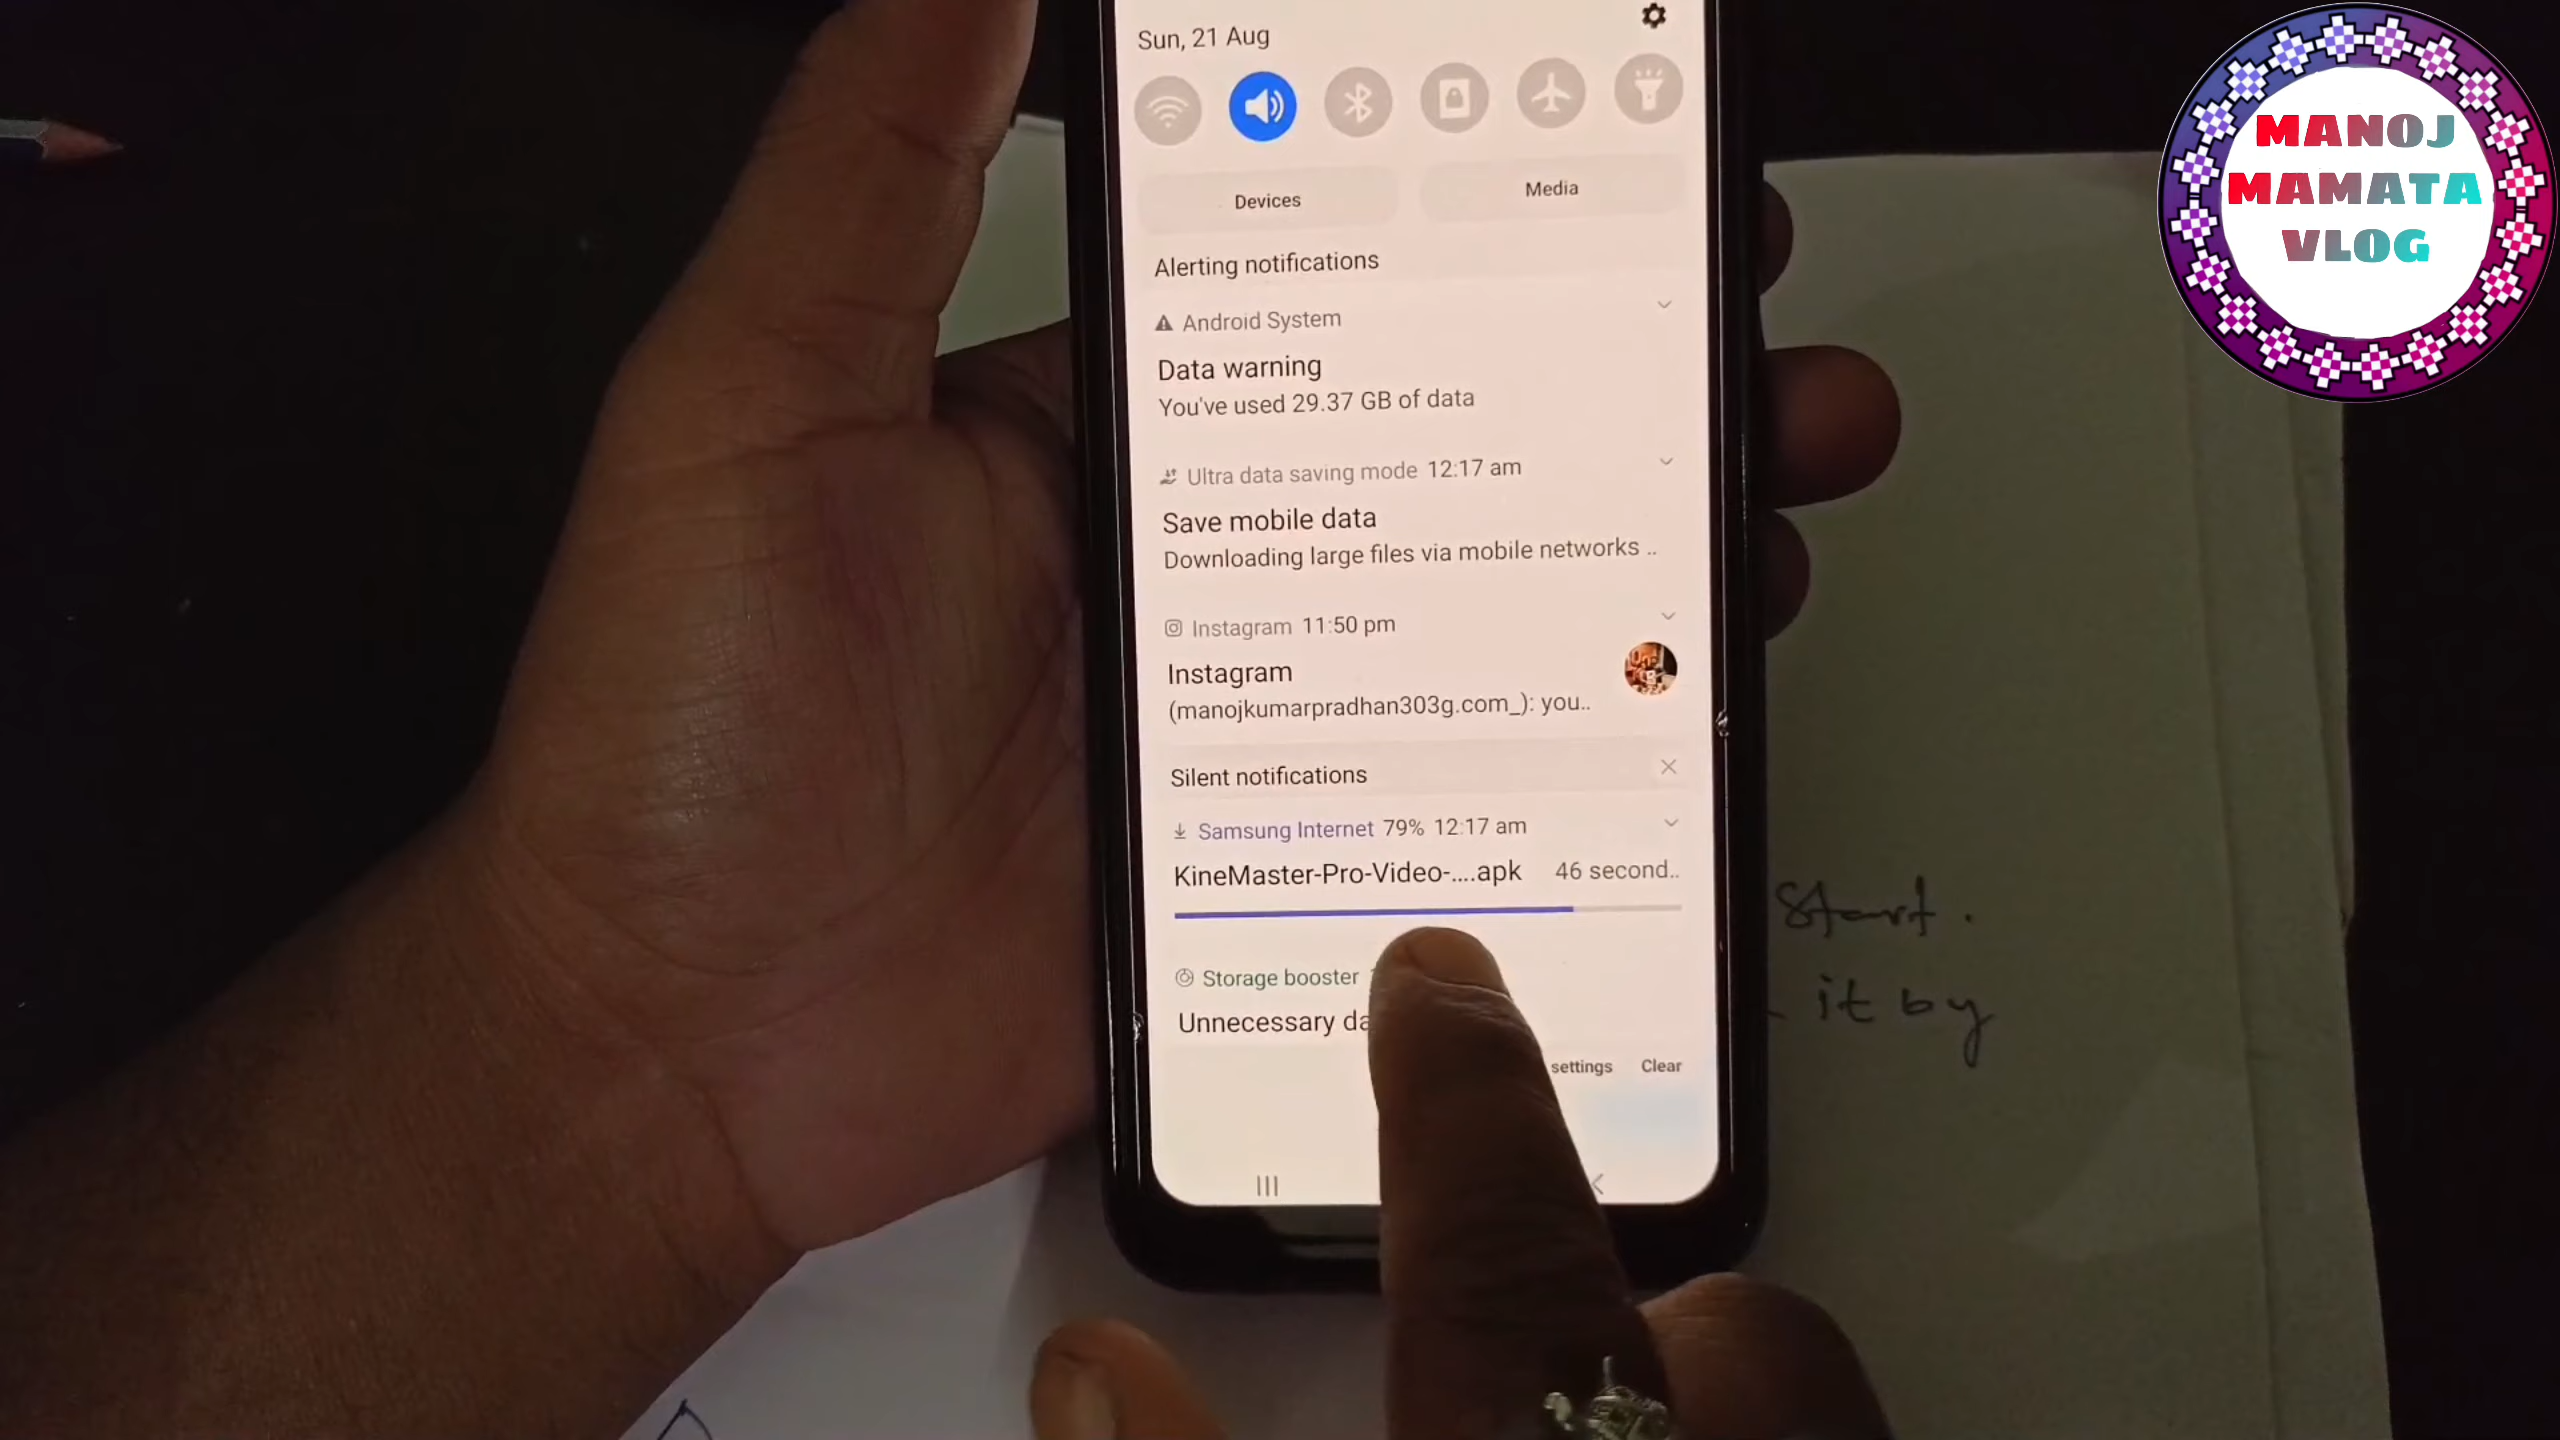 Sun, 21 Aug
Devices
Media
Alerting notifications
Android System
Data warning
You've used 29.37 GB of data
Ultra data saving mode 12:17 am
Save mobile data
Downloading large files via mobile networks ..
Instagram 11:50 pm
Instagram
(manojkumarpradhan303g.com_): you..
Silent notifications
Samsung Internet 79% 12:17 am
KineMaster-Pro-Video-....apk 46 second..
Storage booster
Unnecessary
settings Clear
Start.
it by
MANOJ
MAMATA
VLOG